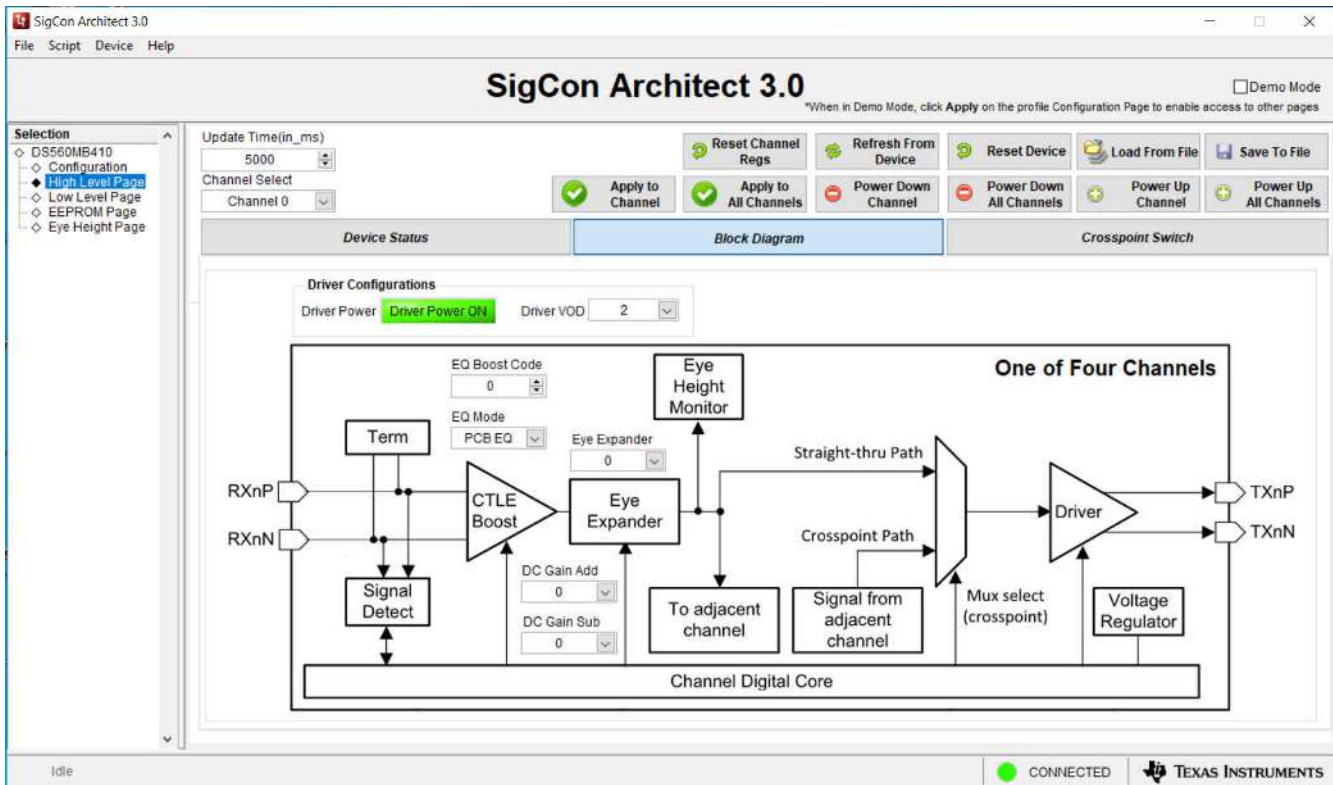 SigCon Architect 3.0
File Script Device Help
SigCon Architect 3.0
Demo Mode
*When in Demo Mode, click Apply on the profile Configuration Page to enable access to other pages
Selection
DS560MB410
Configuration
High Level Page
Low Level Page
EEPROM Page
Eye Height Page
Update Time(in_ms)
5000
Channel Select
Channel 0
Reset Channel
Regs
Refresh From
Device
Reset Device
Load From File
Save To File
Apply to
Channel
Apply to
All Channels
Power Down
Channel
Power Down
All Channels
Power Up
Channel
Power Up
All Channels
Device Status
Block Diagram
Crosspoint Switch
Driver Configurations
Driver Power Driver Power ON Driver VOD 2
One of Four Channels
EQ Boost Code
0
EQ Mode
PCB EQ
Eye
Height
Monitor
Term
Eye Expander
0
Straight-thru Path
RXnP
RXnN
CTLE
Boost
Eye
Expander
Crosspoint Path
Driver
TXnP
TXnN
Signal
Detect
DC Gain Add
0
DC Gain Sub
0
To adjacent
channel
Signal from
adjacent
channel
Mux select
(crosspoint)
Voltage
Regulator
Channel Digital Core
Idle
CONNECTED
TEXAS INSTRUMENTS